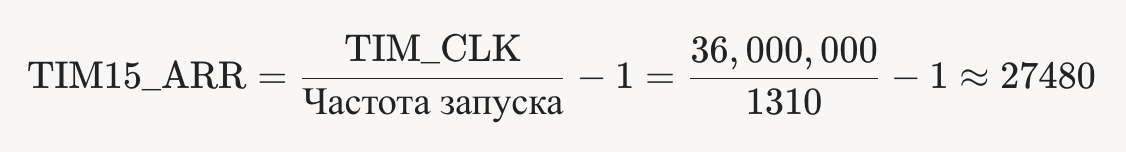 TIM15_ARR = TIM_CLK / Частота запуска − 1 = 36,000,000 / 1310 − 1 ≈ 27480